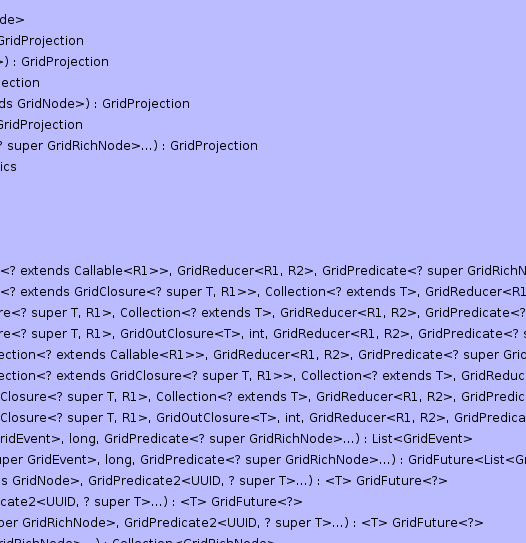 de>
GridProjection
>) : GridProjection
ection
ds GridNode>) : GridProjection
GridProjection
? super GridRichNode>...) : GridProjection
ics
<? extends Callable<R1>>, GridReducer<R1, R2>, GridPredicate<? super GridRichN
<? extends GridClosure<? super T, R1>>, Collection<? extends T>, GridReducer<R1
re<? super T, R1>, Collection<? extends T>, GridReducer<R1, R2>, GridPredicate<?
re<? super T, R1>, GridOutClosure<T>, int, GridReducer<R1, R2>, GridPredicate<? s
ection<? extends Callable<R1>>, GridReducer<R1, R2>, GridPredicate<? super Grid
ection<? extends GridClosure<? super T, R1>>, Collection<? extends T>, GridReduc
Closure<? super T, R1>, Collection<? extends T>, GridReducer<R1, R2>, GridPredic
Closure<? super T, R1>, GridOutClosure<T>, int, GridReducer<R1, R2>, GridPredica
ridEvent>, long, GridPredicate<? super GridRichNode>...) : List<GridEvent>
uper GridEvent>, long, GridPredicate<? super GridRichNode>...) : GridFuture<List<Gr
s GridNode>, GridPredicate2<UUID, ? super T>...) : <T> GridFuture<?>
cate2<UUID, ? super T>...) : <T> GridFuture<?>
per GridRichNode>, GridPredicate2<UUID, ? super T>...) : <T> GridFuture<?>
ridRichNode>...) : Collection<GridNode>